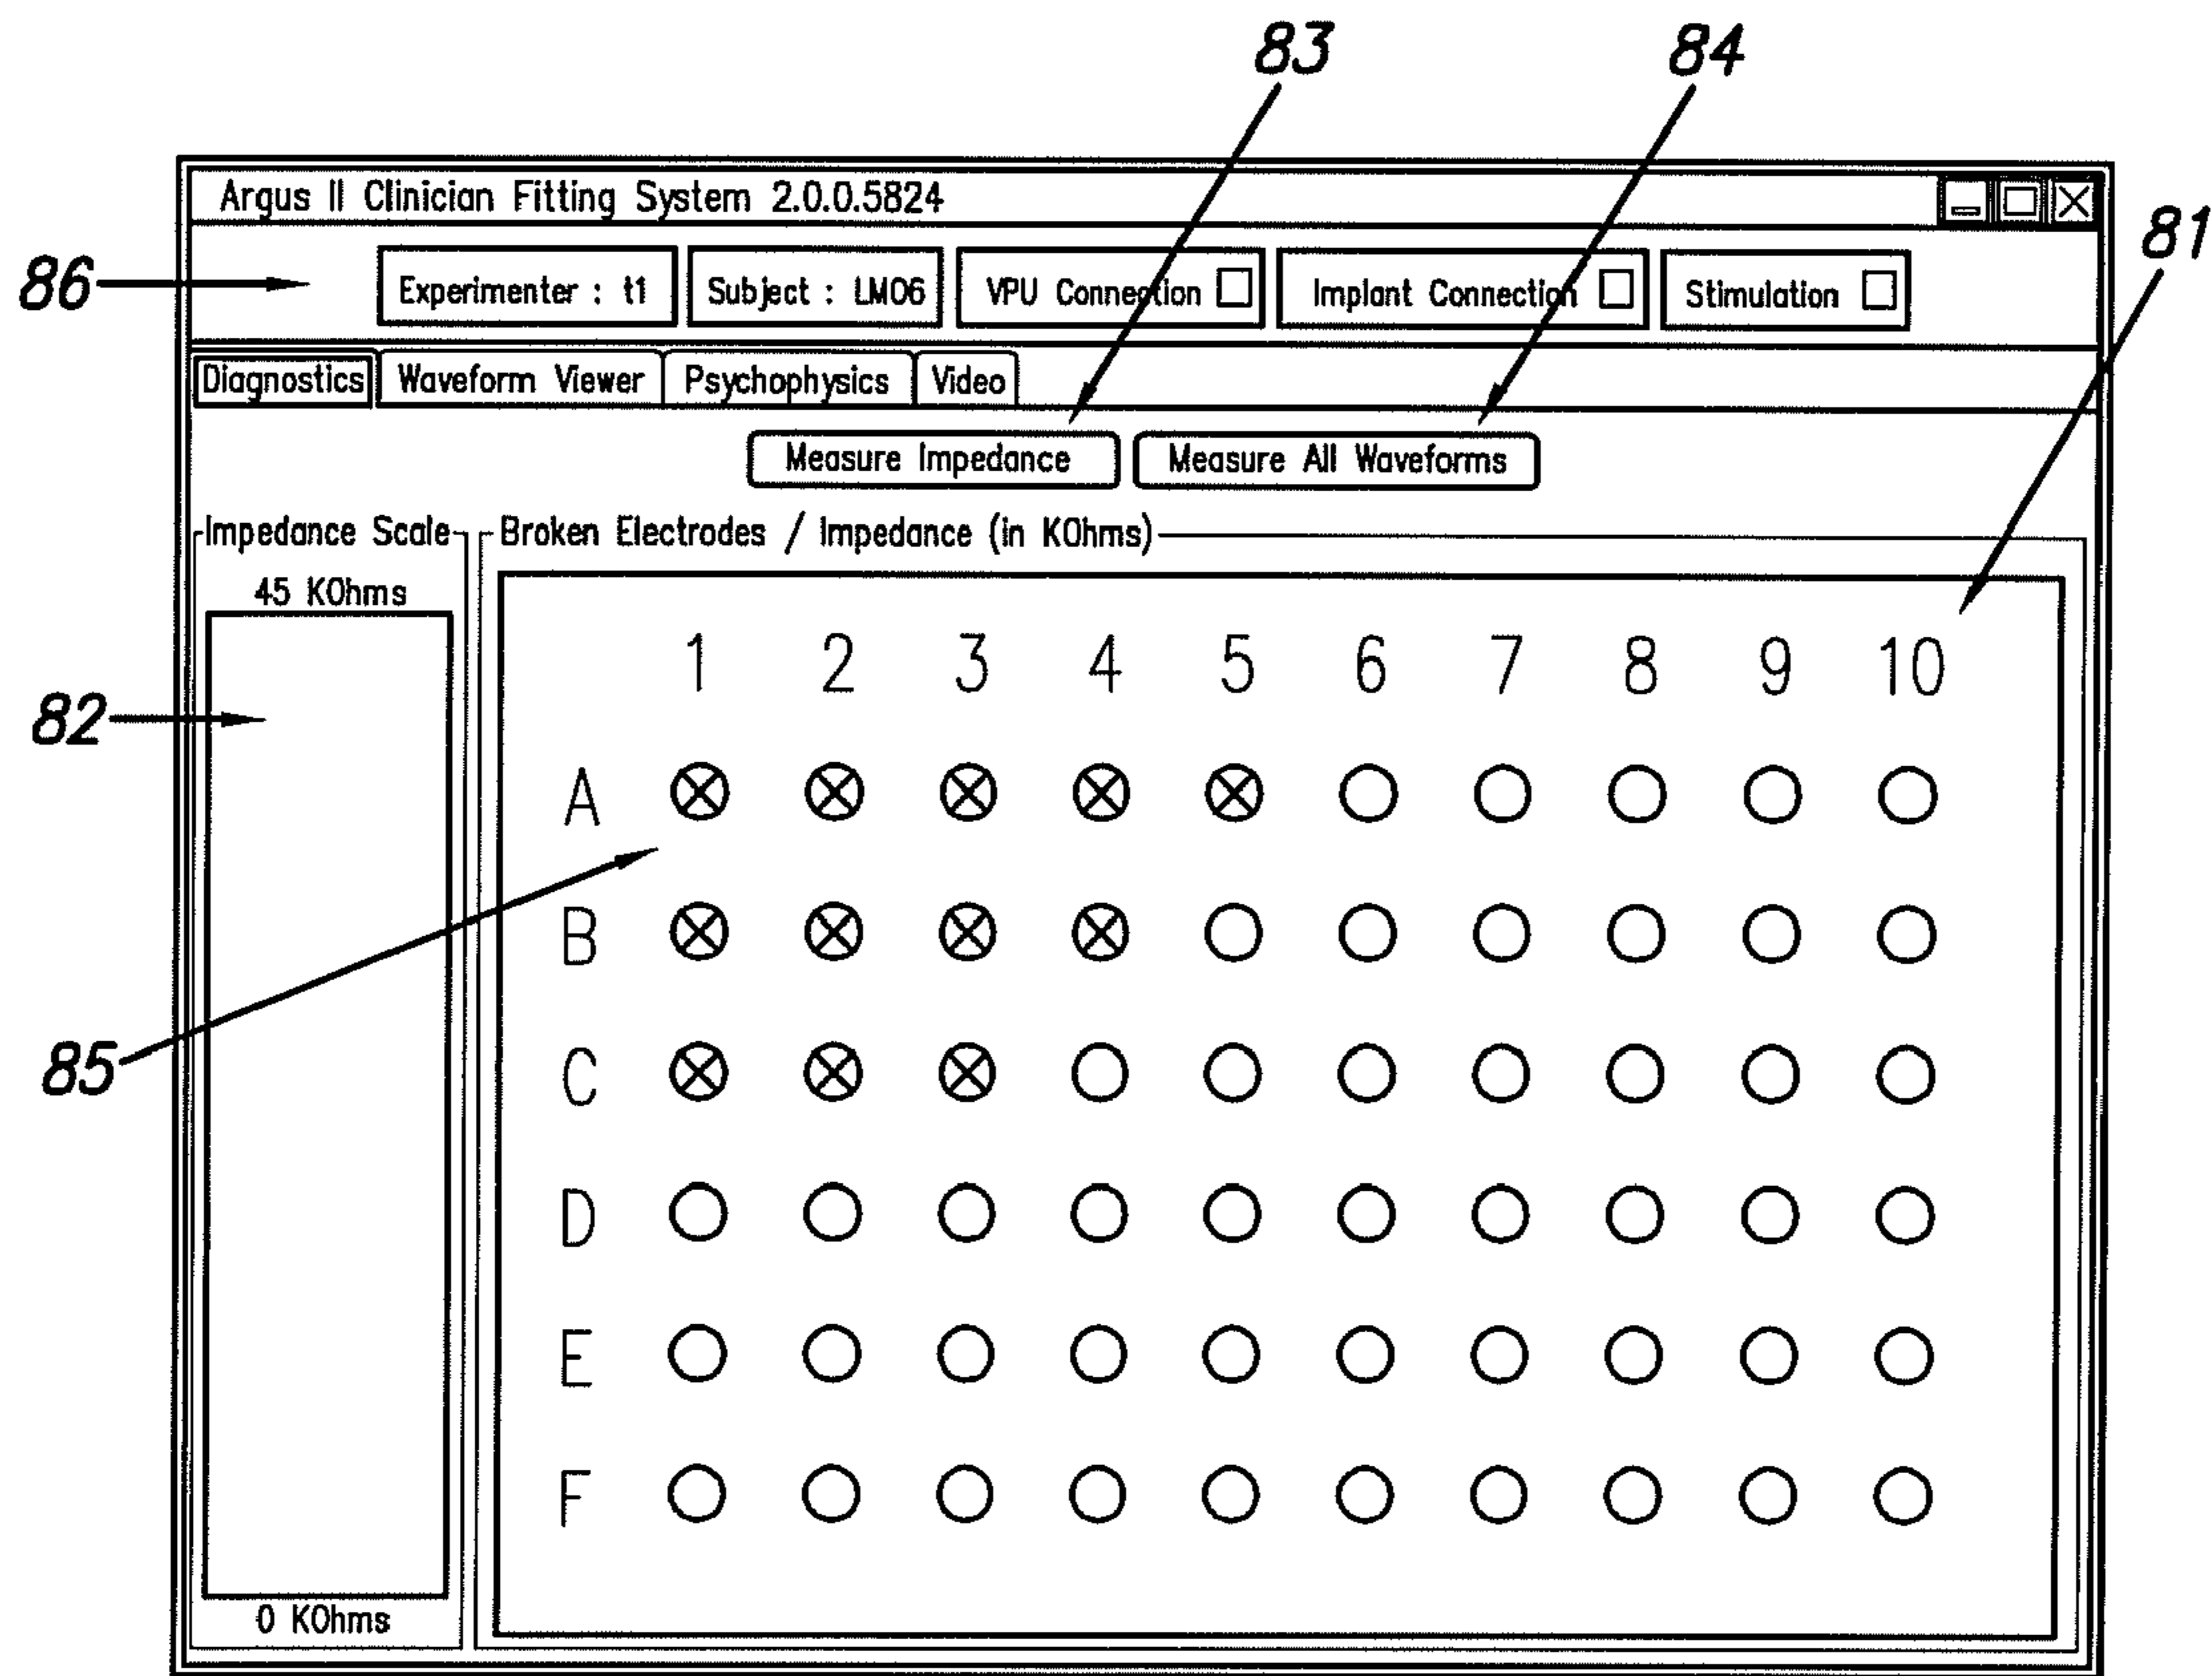 83 84
Argus II Clinician Fitting System 2.0.0.5824
81
86
Experimenter : t1 Subject : LM06 VPU Connection Implant Connection Stimulation
Diagnostics Waveform Viewer Psychophysics Video
Measure Impedance Measure All Waveforms
Impedance Scale Broken Electrodes / Impedance (in KOhms)
45 KOhms
1 2 3 4 5 6 7 8 9 10
82
A
B
C
85
D
E
F
0 KOhms